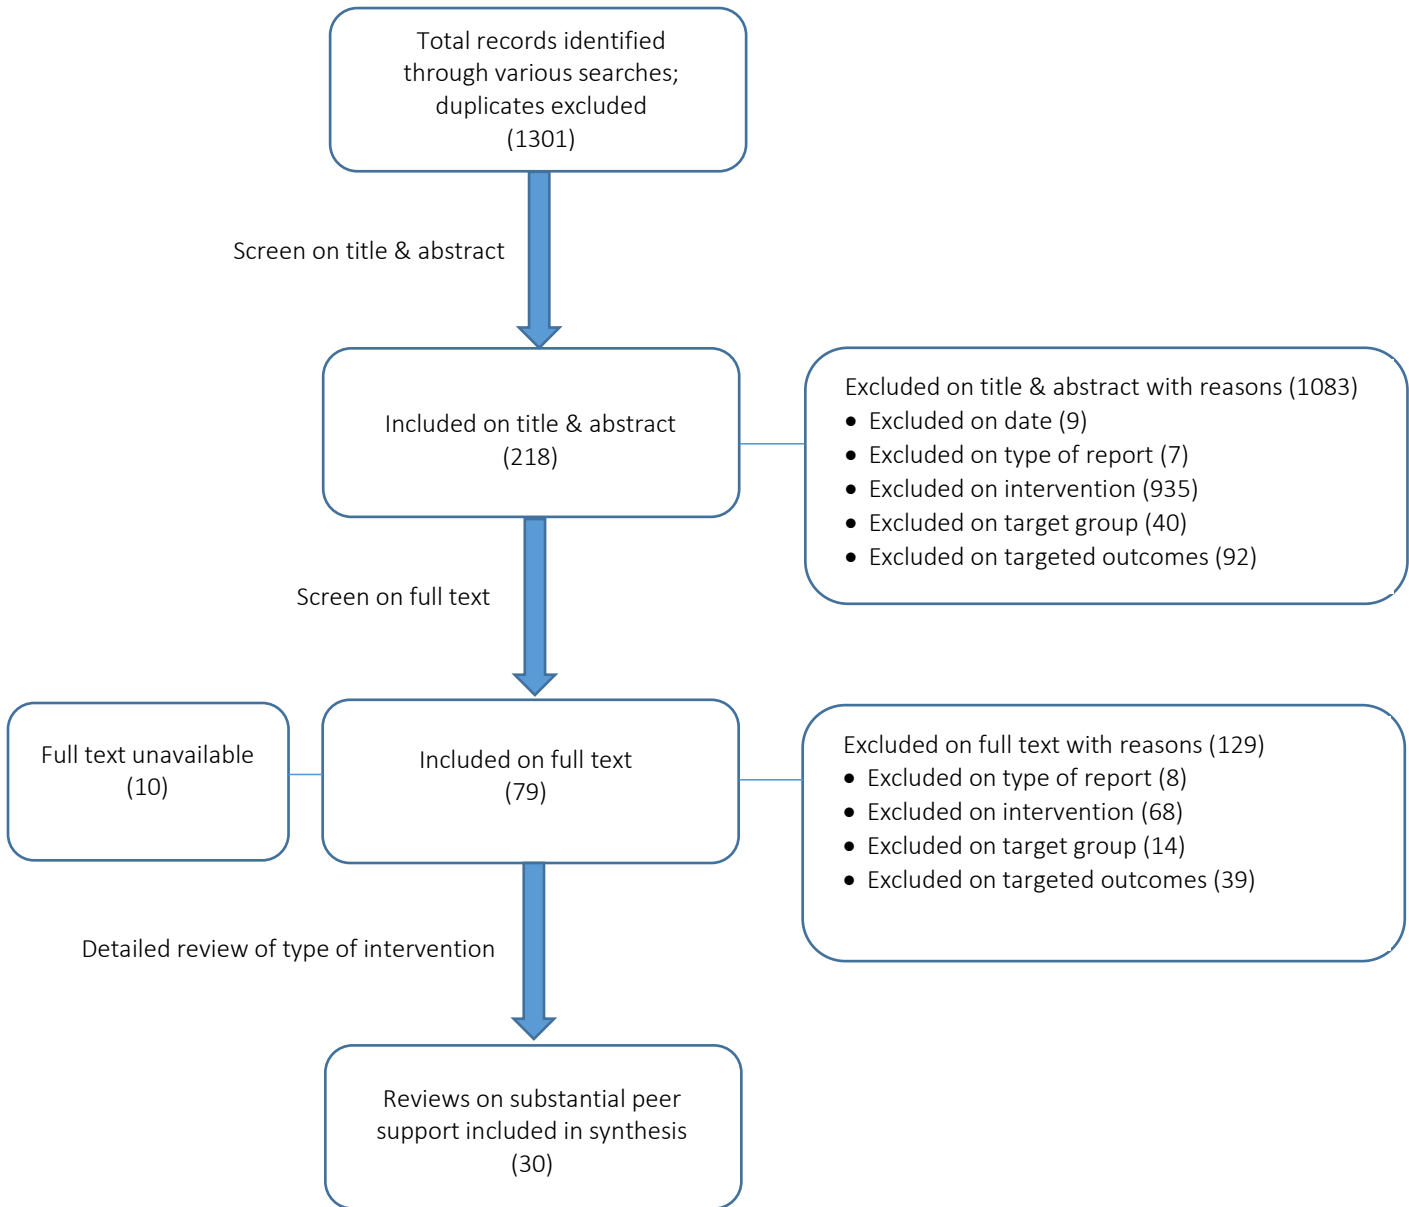 Total records identified
through various searches;
duplicates excluded
(1301)
Screen on title & abstract
Included on title & abstract
(218)
Excluded on title & abstract with reasons (1083)
• Excluded on date (9)
• Excluded on type of report (7)
• Excluded on intervention (935)
• Excluded on target group (40)
• Excluded on targeted outcomes (92)
Screen on full text
Full text unavailable
(10)
Included on full text
(79)
Excluded on full text with reasons (129)
• Excluded on type of report (8)
• Excluded on intervention (68)
• Excluded on target group (14)
• Excluded on targeted outcomes (39)
Detailed review of type of intervention
Reviews on substantial peer
support included in synthesis
(30)